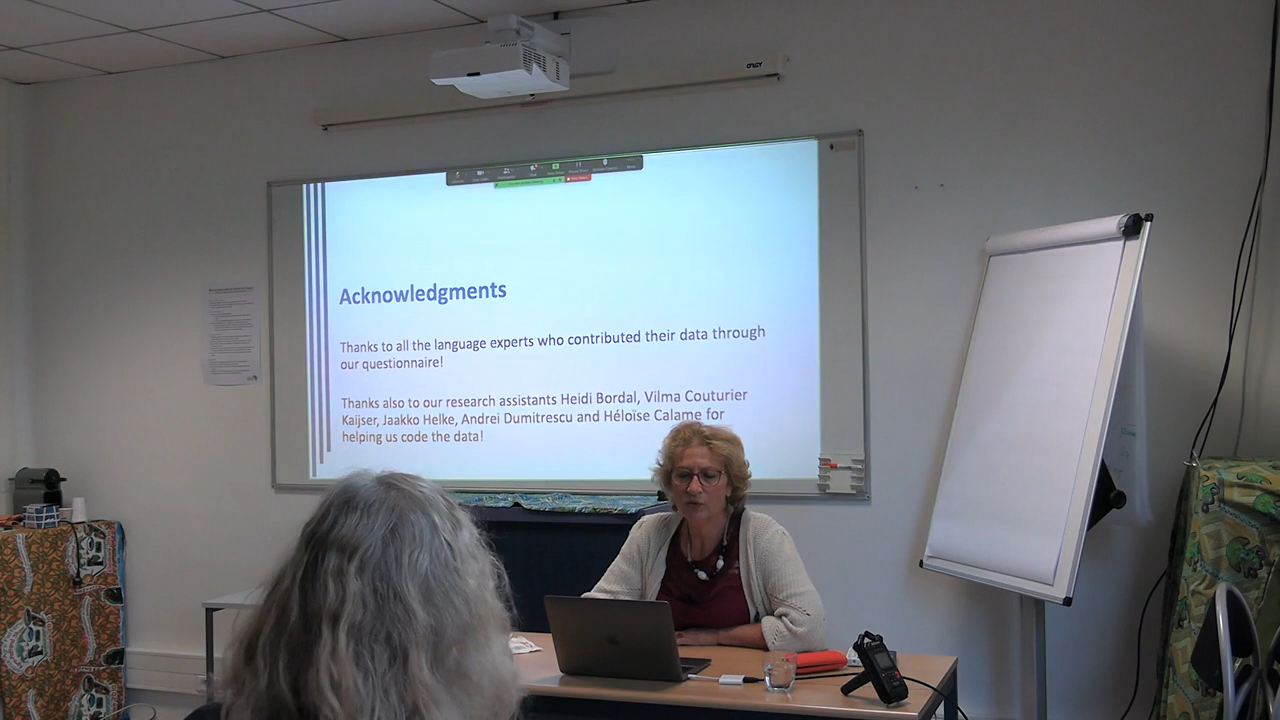 ORAY
Acknowledgments
Thanks to all the language experts who contributed their data through
our questionnaire!
Thanks also to our research assistants Heidi Bordal, Vilma Couturier
Kaijser, Jaakko Helke, Andrei Dumitrescu and Héloïse Calame for
helping us code the data!